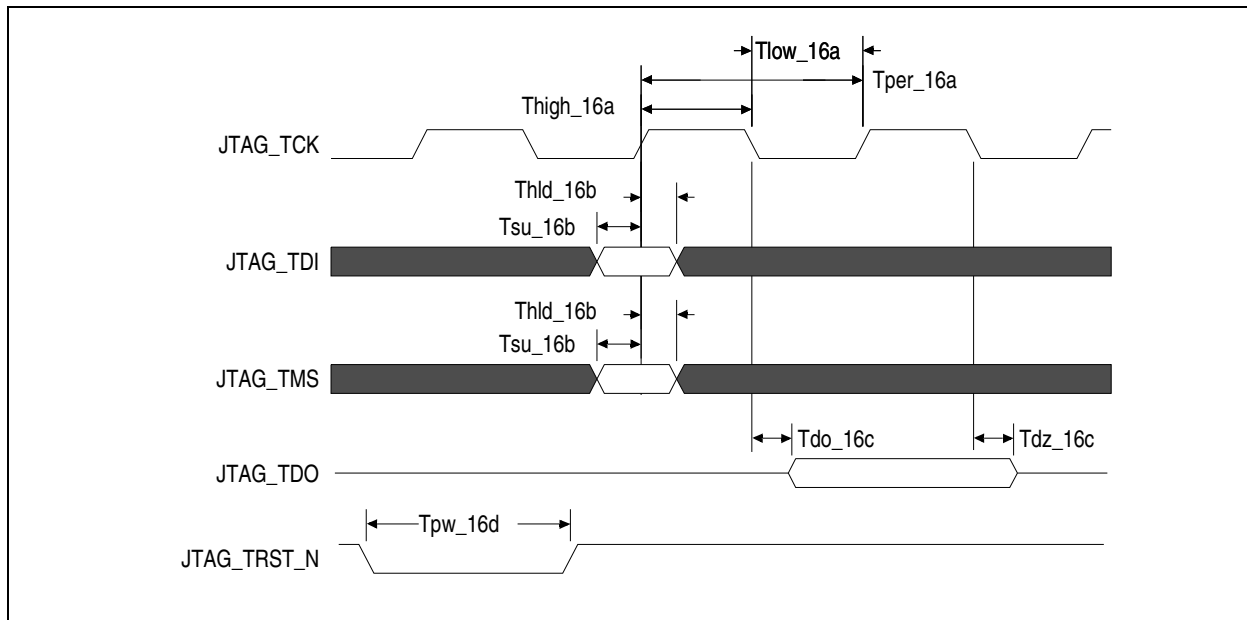 Tlow_16a
Tper_16a
Thigh_16a
JTAG_TCK
Thld_16b
Tsu_16b
JTAG_TDI
Thld_16b
Tsu_16b
JTAG_TMS
Tdo_16c
Tdz_16c
JTAG_TDO
Tpw_16d
JTAG_TRST_N